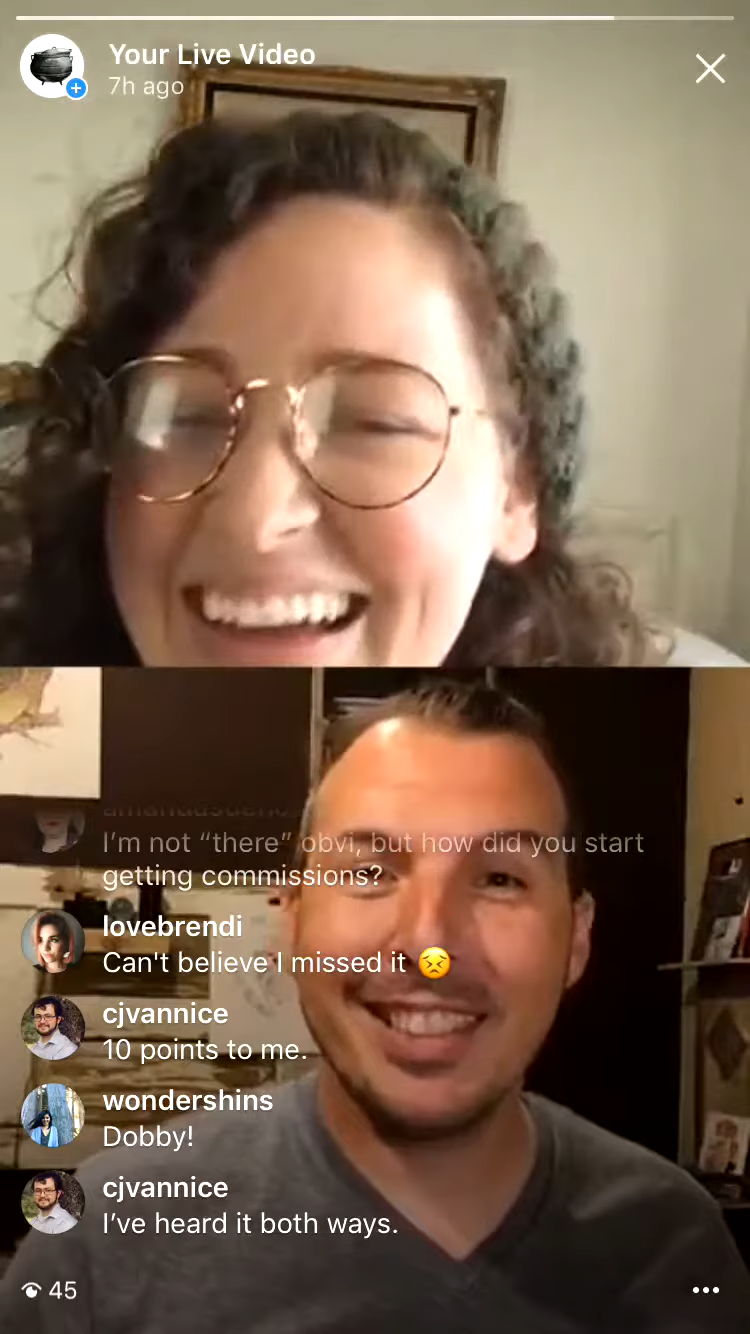 Your Live Video
7h ago
I’m not “there” obvi, but how did you start
getting commissions?
lovebrendi
Can't believe I missed it 😣
cjvannice
10 points to me.
wondershins
Dobby!
cjvannice
I’ve heard it both ways.
45